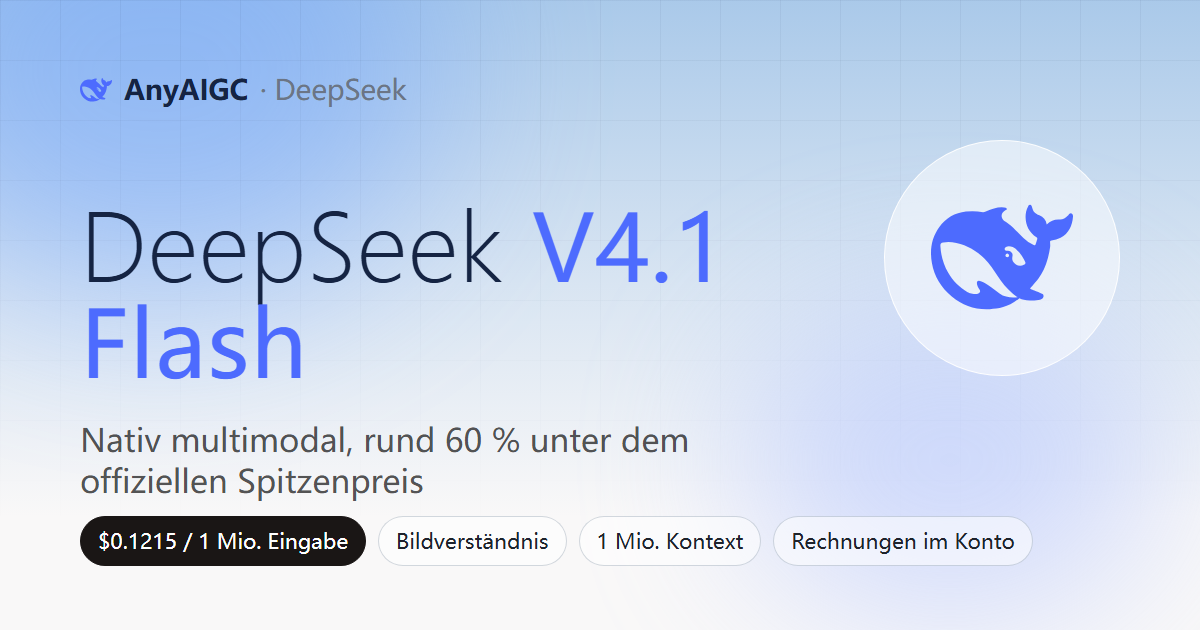 AnyAIGC · DeepSeek
DeepSeek V4.1
Flash
Nativ multimodal, rund 60 % unter dem
offiziellen Spitzenpreis
$0.1215 / 1 Mio. Eingabe
Bildverständnis
1 Mio. Kontext
Rechnungen im Konto